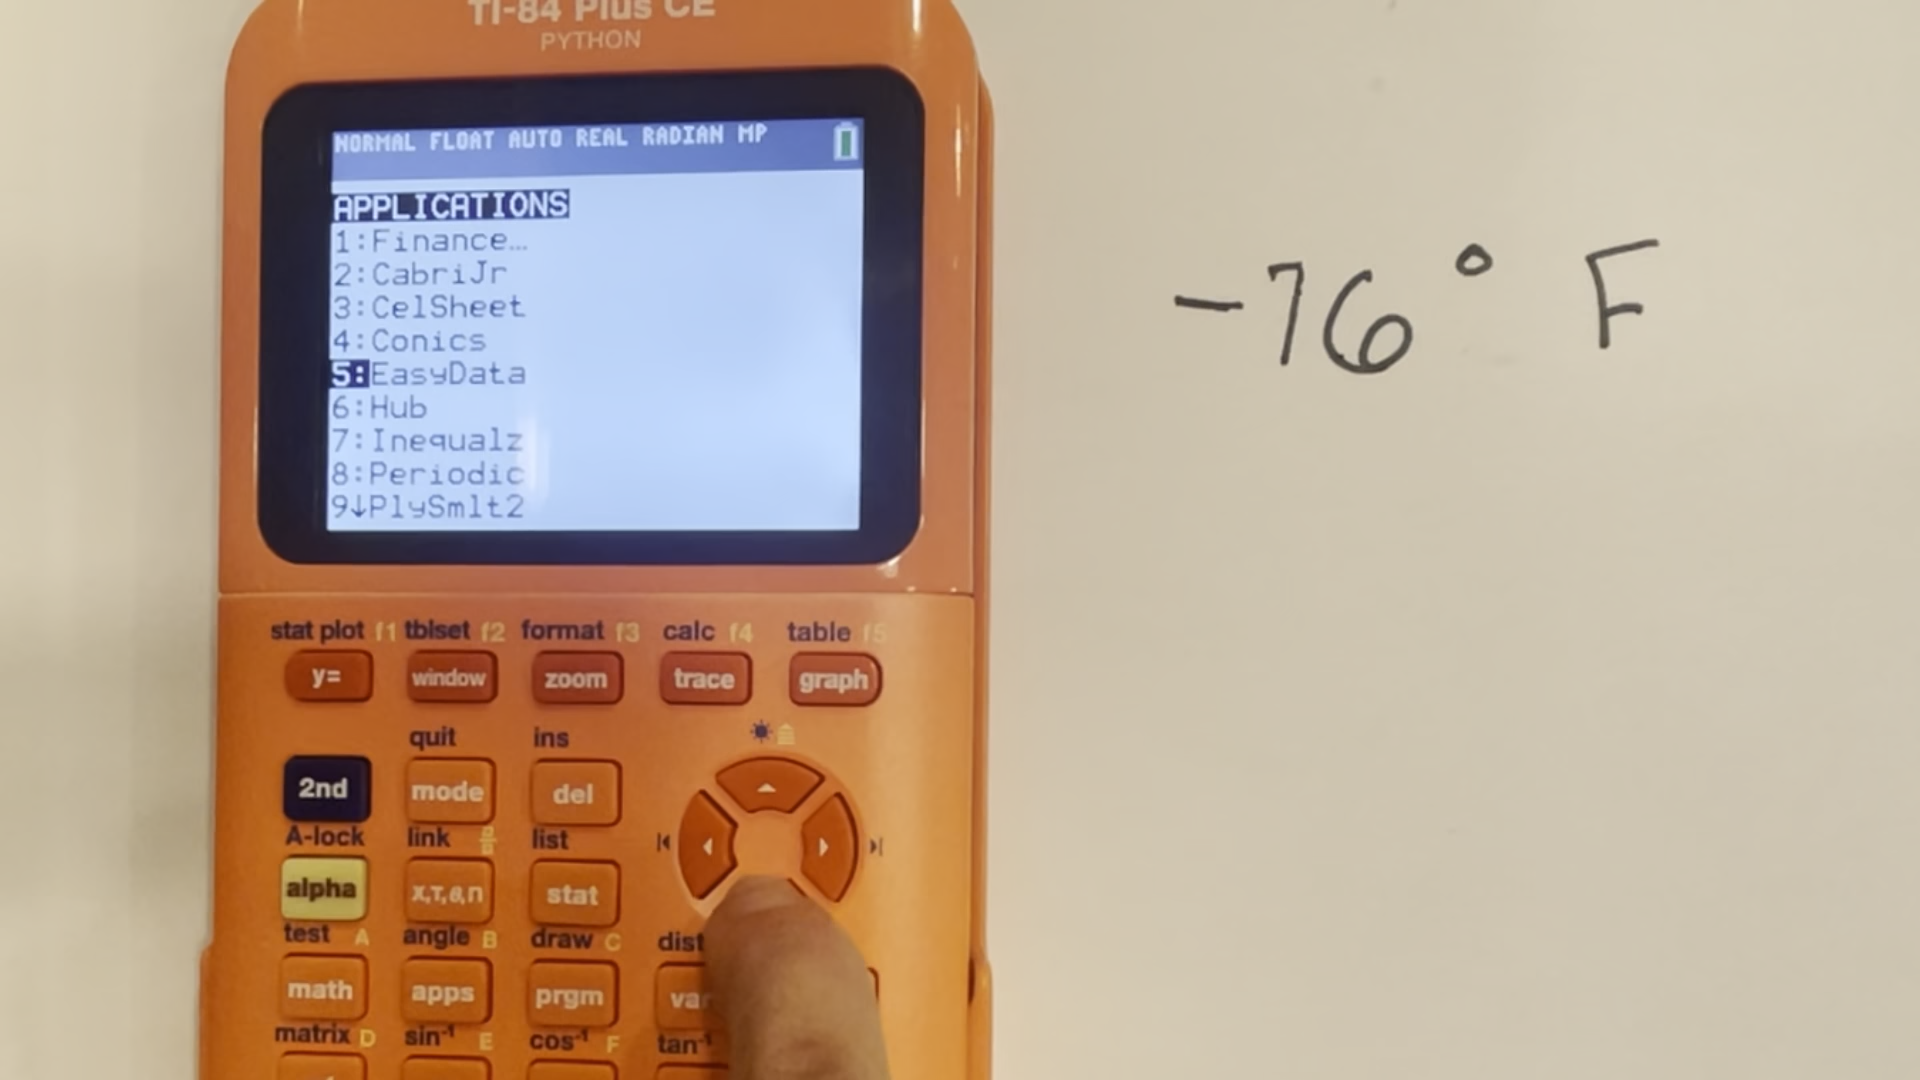 TI-84 Plus CE
PYTHON
NORMAL FLOAT AUTO REAL RADIAN MP
APPLICATIONS
1:Finance…
2:CabriJr
3:CelSheet
4:Conics
5:EasyData
6:Hub
7:Inequalz
8:Periodic
9↓PlySmlt2
-76° F
stat plot f1 tblset f2 format f3 calc f4 table f5
y= window zoom trace graph
quit ins
2nd mode del
A-lock link list
alpha X,T,θ,n stat
test A angle B draw C
math apps prgm
matrix D sin⁻¹ E cos⁻¹ F tan⁻¹